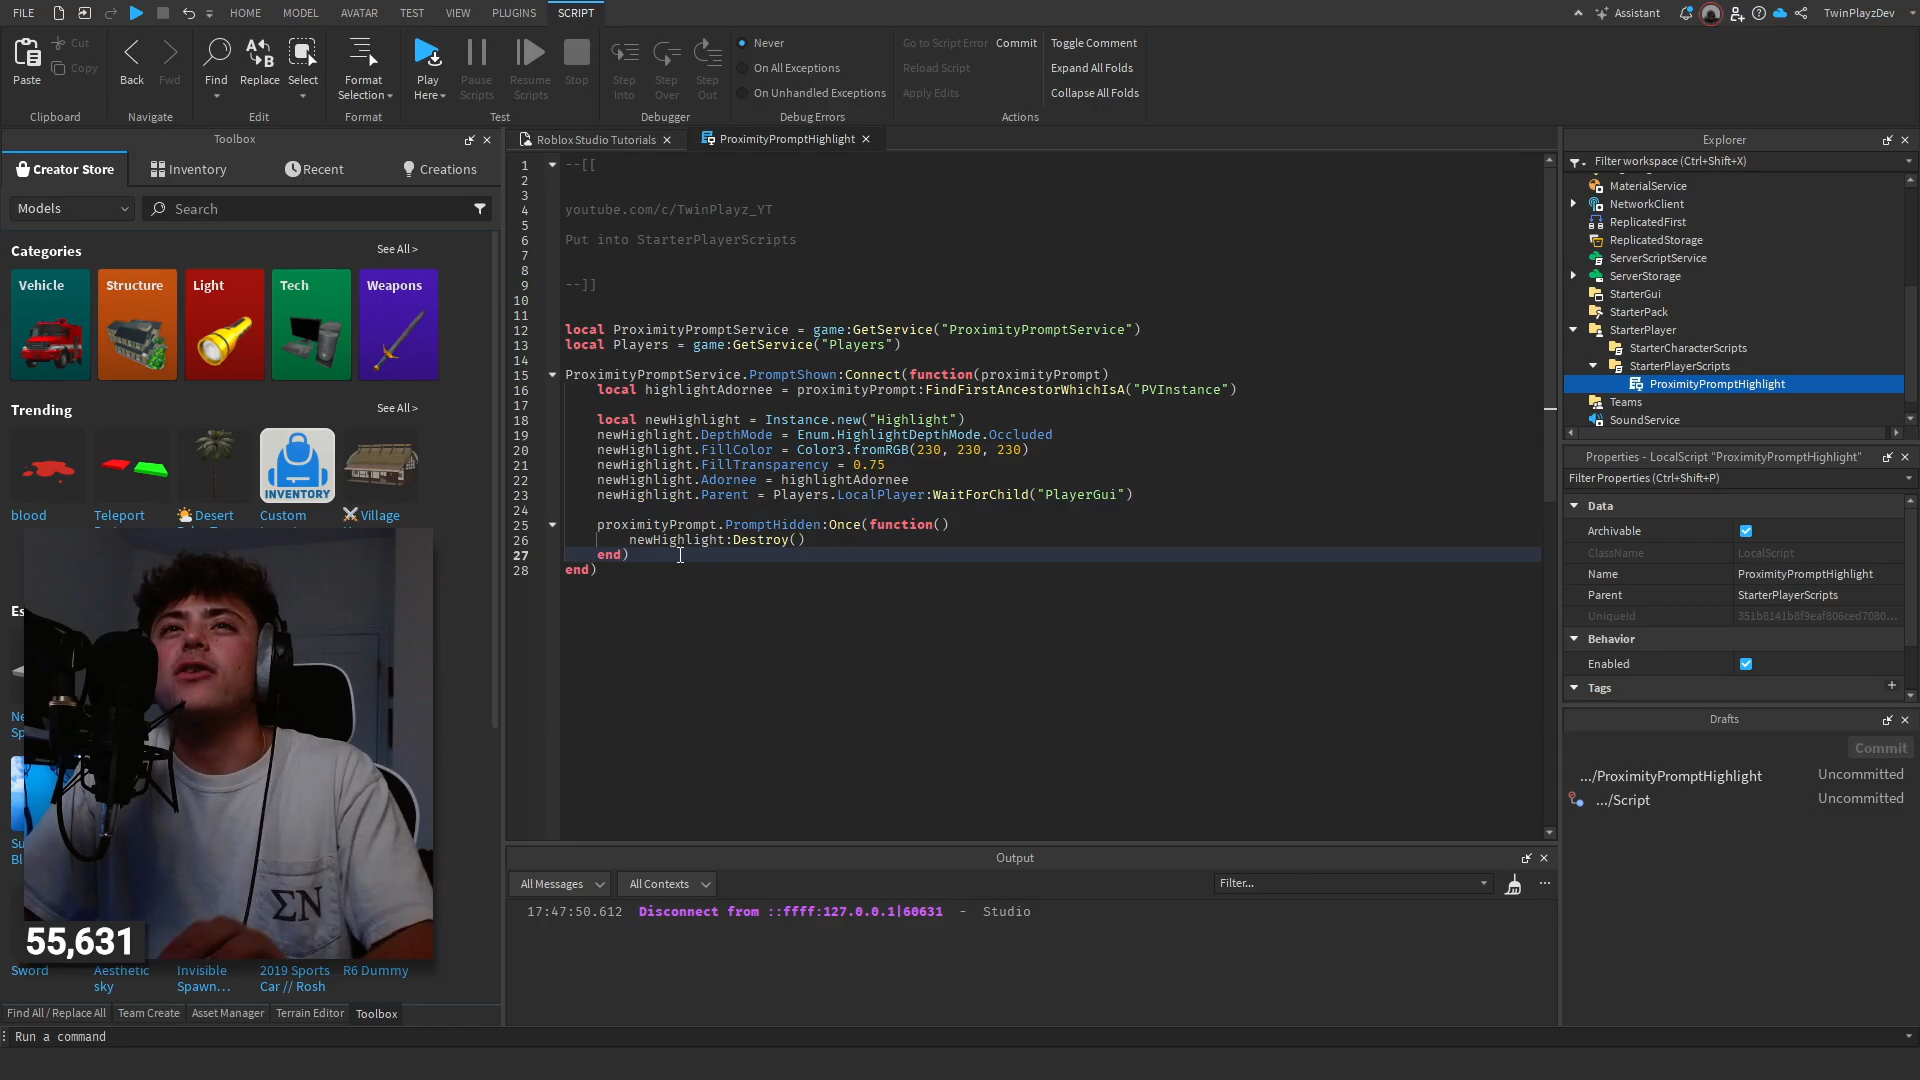 FILE HOME MODEL AVATAR TEST VIEW PLUGINS SCRIPT Assistant TwinPlayzDev
Paste Cut Copy Back Fwd Find Replace Select Format Selection Play Here Pause Scripts Resume Scripts Stop Step Into Step Over Step Out
Never
On All Exceptions
On Unhandled Exceptions
Go to Script Error Commit
Reload Script
Apply Edits
Toggle Comment
Expand All Folds
Collapse All Folds
Clipboard Navigate Edit Format Test Debugger Debug Errors Actions
Toolbox
Creator Store Inventory Recent Creations
Models Search
Categories See All >
Vehicle Structure Light Tech Weapons
Trending See All >
INVENTORY
blood Teleport Desert Custom Village
Es
Ne
Sp
Su
Bl
ΣN
55,631
Sword Aesthetic sky Invisible Spawn... 2019 Sports Car // Rosh R6 Dummy
Find All / Replace All Team Create Asset Manager Terrain Editor Toolbox
Run a command
Roblox Studio Tutorials ProximityPromptHighlight
1 --[[
2
3
4 youtube.com/c/TwinPlayz_YT
5
6 Put into StarterPlayerScripts
7
8
9 --]]
10
11
12 local ProximityPromptService = game:GetService("ProximityPromptService")
13 local Players = game:GetService("Players")
14
15 ProximityPromptService.PromptShown:Connect(function(proximityPrompt)
16 local highlightAdornee = proximityPrompt:FindFirstAncestorWhichIsA("PVInstance")
17
18 local newHighlight = Instance.new("Highlight")
19 newHighlight.DepthMode = Enum.HighlightDepthMode.Occluded
20 newHighlight.FillColor = Color3.fromRGB(230, 230, 230)
21 newHighlight.FillTransparency = 0.75
22 newHighlight.Adornee = highlightAdornee
23 newHighlight.Parent = Players.LocalPlayer:WaitForChild("PlayerGui")
24
25 proximityPrompt.PromptHidden:Once(function()
26 newHighlight:Destroy()
27 end)
28 end)
Output
All Messages All Contexts Filter...
17:47:50.612 Disconnect from ::ffff:127.0.0.1|60631 - Studio
Explorer
Filter workspace (Ctrl+Shift+X)
MaterialService
NetworkClient
ReplicatedFirst
ReplicatedStorage
ServerScriptService
ServerStorage
StarterGui
StarterPack
StarterPlayer
StarterCharacterScripts
StarterPlayerScripts
ProximityPromptHighlight
Teams
SoundService
Properties - LocalScript "ProximityPromptHighlight"
Filter Properties (Ctrl+Shift+P)
Data
Archivable
ClassName LocalScript
Name ProximityPromptHighlight
Parent StarterPlayerScripts
UniqueId 351b8141b8f9eaf806ced7080...
Behavior
Enabled
Tags
Drafts
Commit
.../ProximityPromptHighlight Uncommitted
.../Script Uncommitted